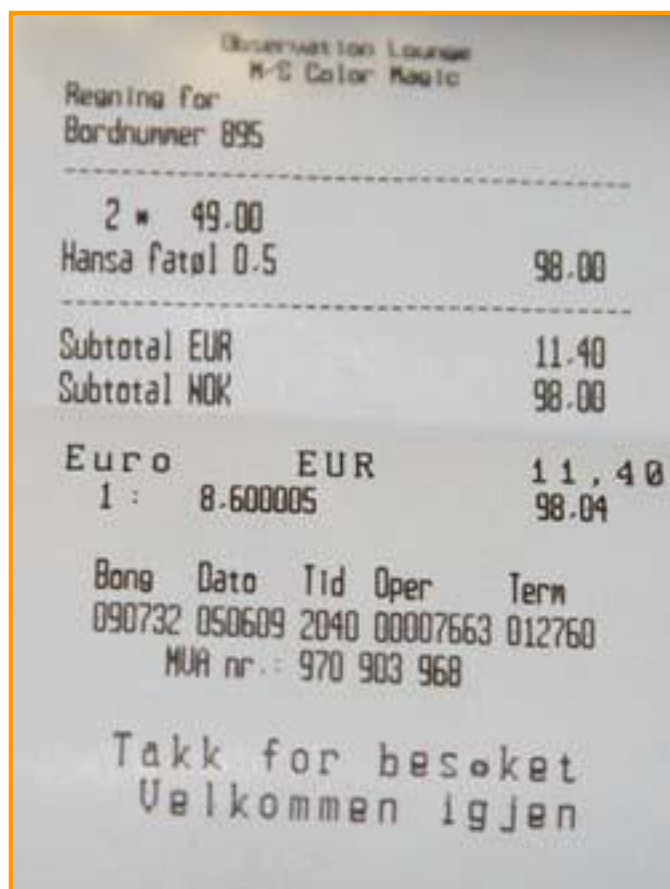 Observation Lounge
M/S Color Magic
Regning for
Bordnummer 895
2 * 49.00
Hansa fatøl 0.5 98.00
Subtotal EUR 11.40
Subtotal NOK 98.00
Euro EUR 11,40
1 : 8.600005 98.04
Bong Dato Tid Oper Term
090732 050609 2040 00007663 012760
MVA nr.: 970 903 968
Takk for besøket
Velkommen igjen